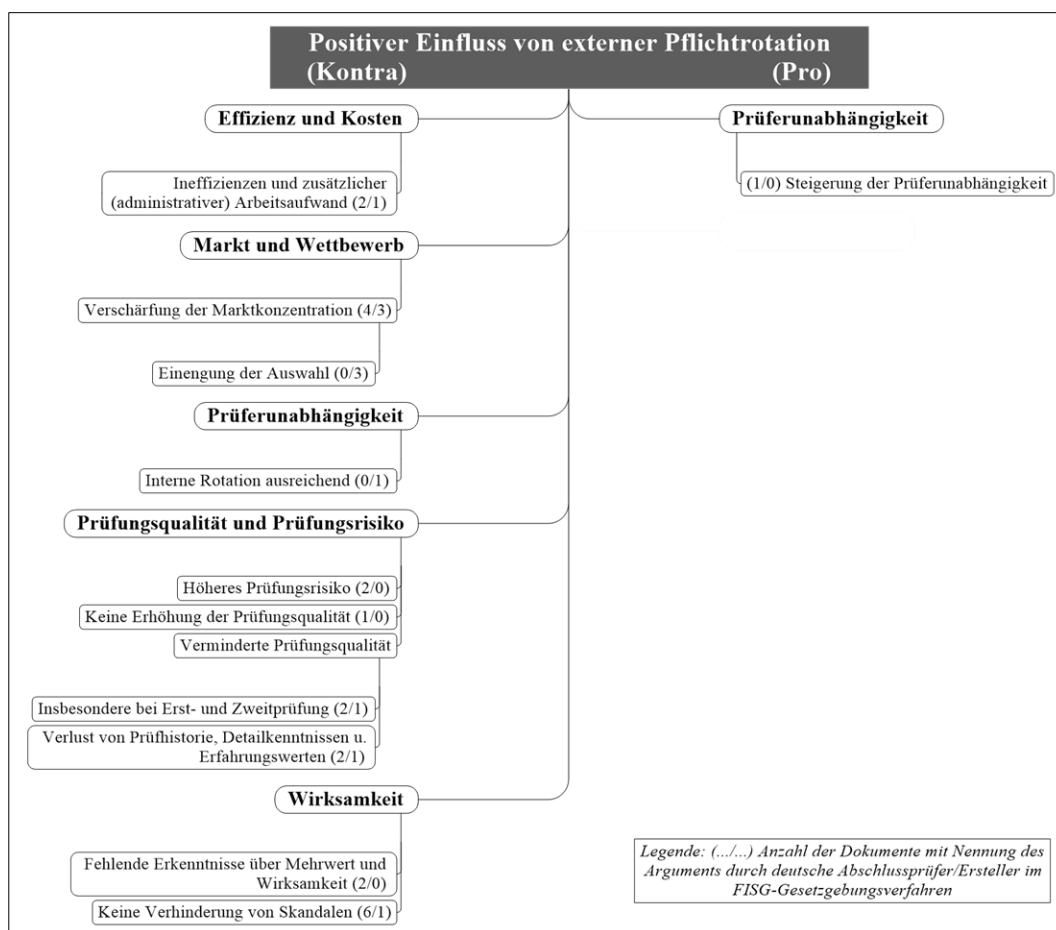 Positiver Einfluss von externer Pflichtrotation
(Kontra) (Pro)
Effizienz und Kosten
Ineffizienzen und zusätzlicher
(administrativer) Arbeitsaufwand (2/1)
Markt und Wettbewerb
Verschärfung der Marktkonzentration (4/3)
Einengung der Auswahl (0/3)
Prüferunabhängigkeit
Interne Rotation ausreichend (0/1)
Prüfungsqualität und Prüfungsrisiko
Höheres Prüfungsrisiko (2/0)
Keine Erhöhung der Prüfungsqualität (1/0)
Verminderte Prüfungsqualität
Insbesondere bei Erst- und Zweitprüfung (2/1)
Verlust von Prüfhistorie, Detailkenntnissen u.
Erfahrungswerten (2/1)
Wirksamkeit
Fehlende Erkenntnisse über Mehrwert und
Wirksamkeit (2/0)
Keine Verhinderung von Skandalen (6/1)
Prüferunabhängigkeit
(1/0) Steigerung der Prüferunabhängigkeit
Legende: (.../...) Anzahl der Dokumente mit Nennung des
Arguments durch deutsche Abschlussprüfer/Ersteller im
FISG-Gesetzgebungsverfahren